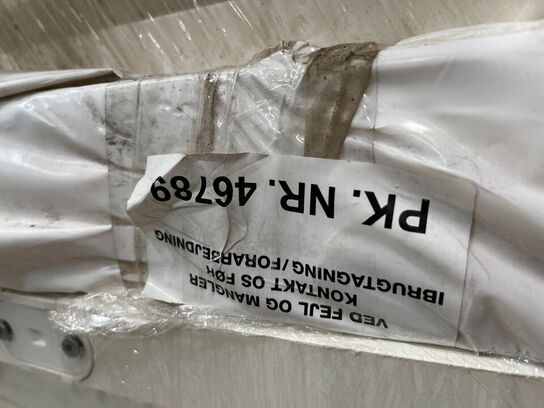 VED FEJL OG MANGLER
KONTAKT OS FØR
IBRUGTAGNING/FORARBEJDNING
PK. NR. 46789